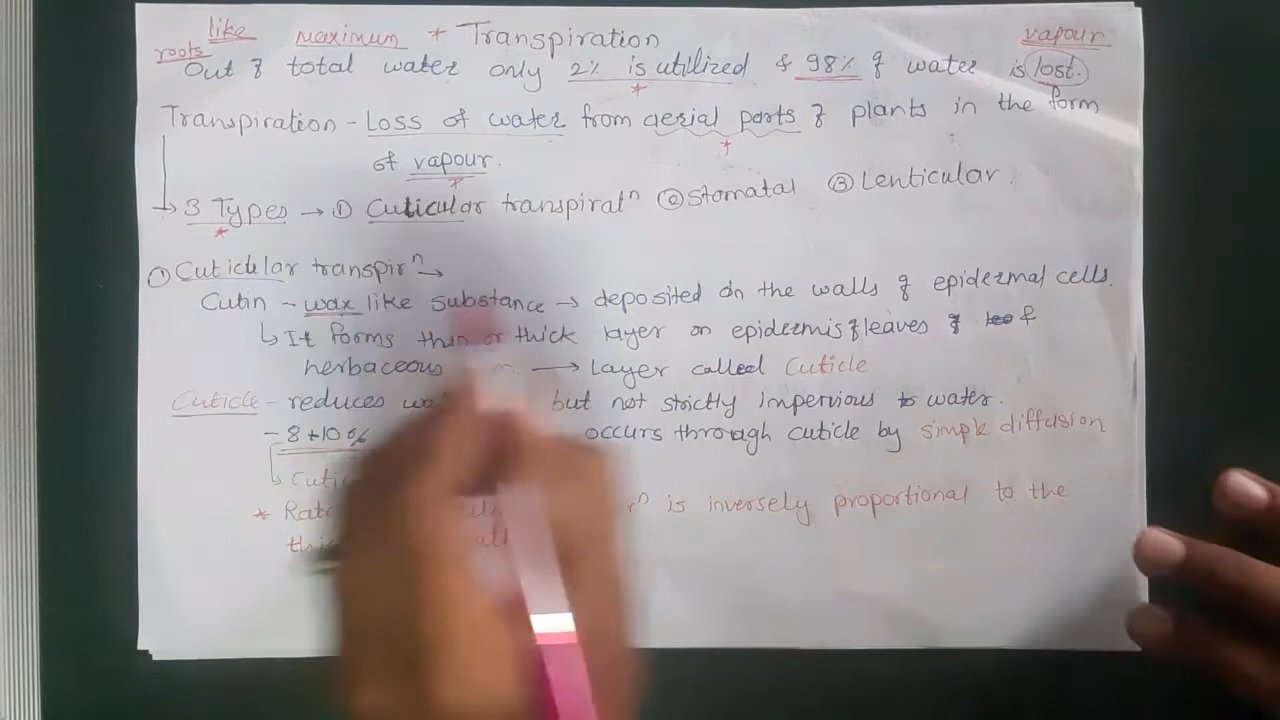 like maximum * Transpiration vapour
roots
Out of total water only 2% is utilized & 98% of water is lost.
Transpiration - Loss of water from aerial parts of plants in the form
of vapour.
3 Types → ① Cuticular transpiratⁿ ② Stomatal ③ Lenticular.
① Cuticular transpirⁿ →
Cutin - wax like substance → deposited on the walls of epidermal cells.
↳ It forms thin or thick layer on epidermis of leaves &
herbaceous → layer called Cuticle
Cuticle - reduces but not strictly impervious to water.
- 8 to 10% occurs through cuticle by simple diffusion
* is inversely proportional to the